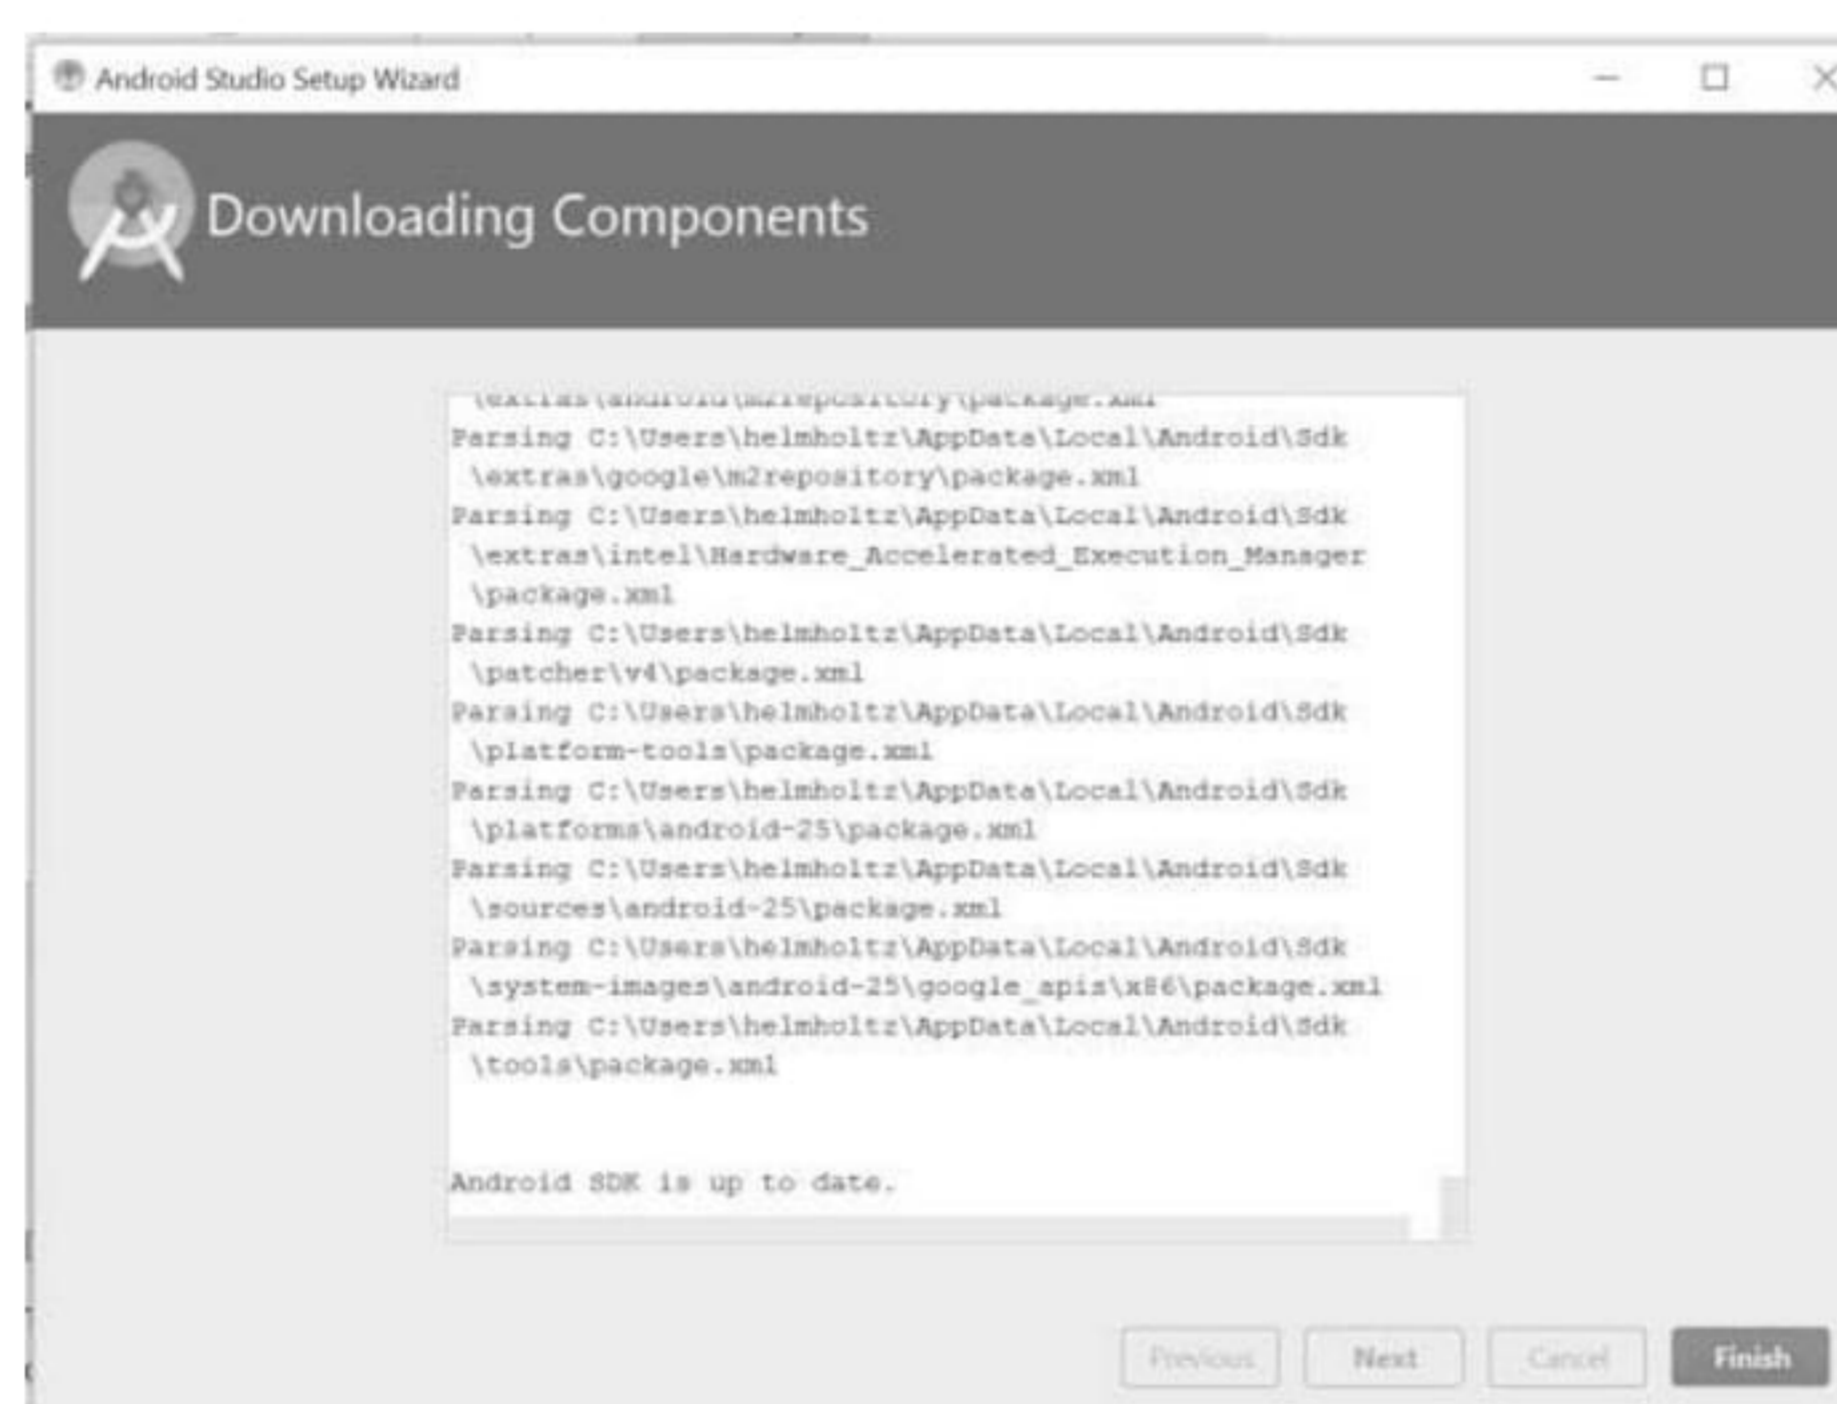 Android Studio Setup Wizard
Downloading Components
\extras\android\m2repository\package.xml
Parsing C:\Users\helmholtz\AppData\Local\Android\Sdk
\extras\google\m2repository\package.xml
Parsing C:\Users\helmholtz\AppData\Local\Android\Sdk
\extras\intel\Hardware_Accelerated_Execution_Manager
\package.xml
Parsing C:\Users\helmholtz\AppData\Local\Android\Sdk
\patcher\v4\package.xml
Parsing C:\Users\helmholtz\AppData\Local\Android\Sdk
\platform-tools\package.xml
Parsing C:\Users\helmholtz\AppData\Local\Android\Sdk
\platforms\android-25\package.xml
Parsing C:\Users\helmholtz\AppData\Local\Android\Sdk
\sources\android-25\package.xml
Parsing C:\Users\helmholtz\AppData\Local\Android\Sdk
\system-images\android-25\google_apis\x86\package.xml
Parsing C:\Users\helmholtz\AppData\Local\Android\Sdk
\tools\package.xml
Android SDK is up to date.
Previous Next Cancel Finish